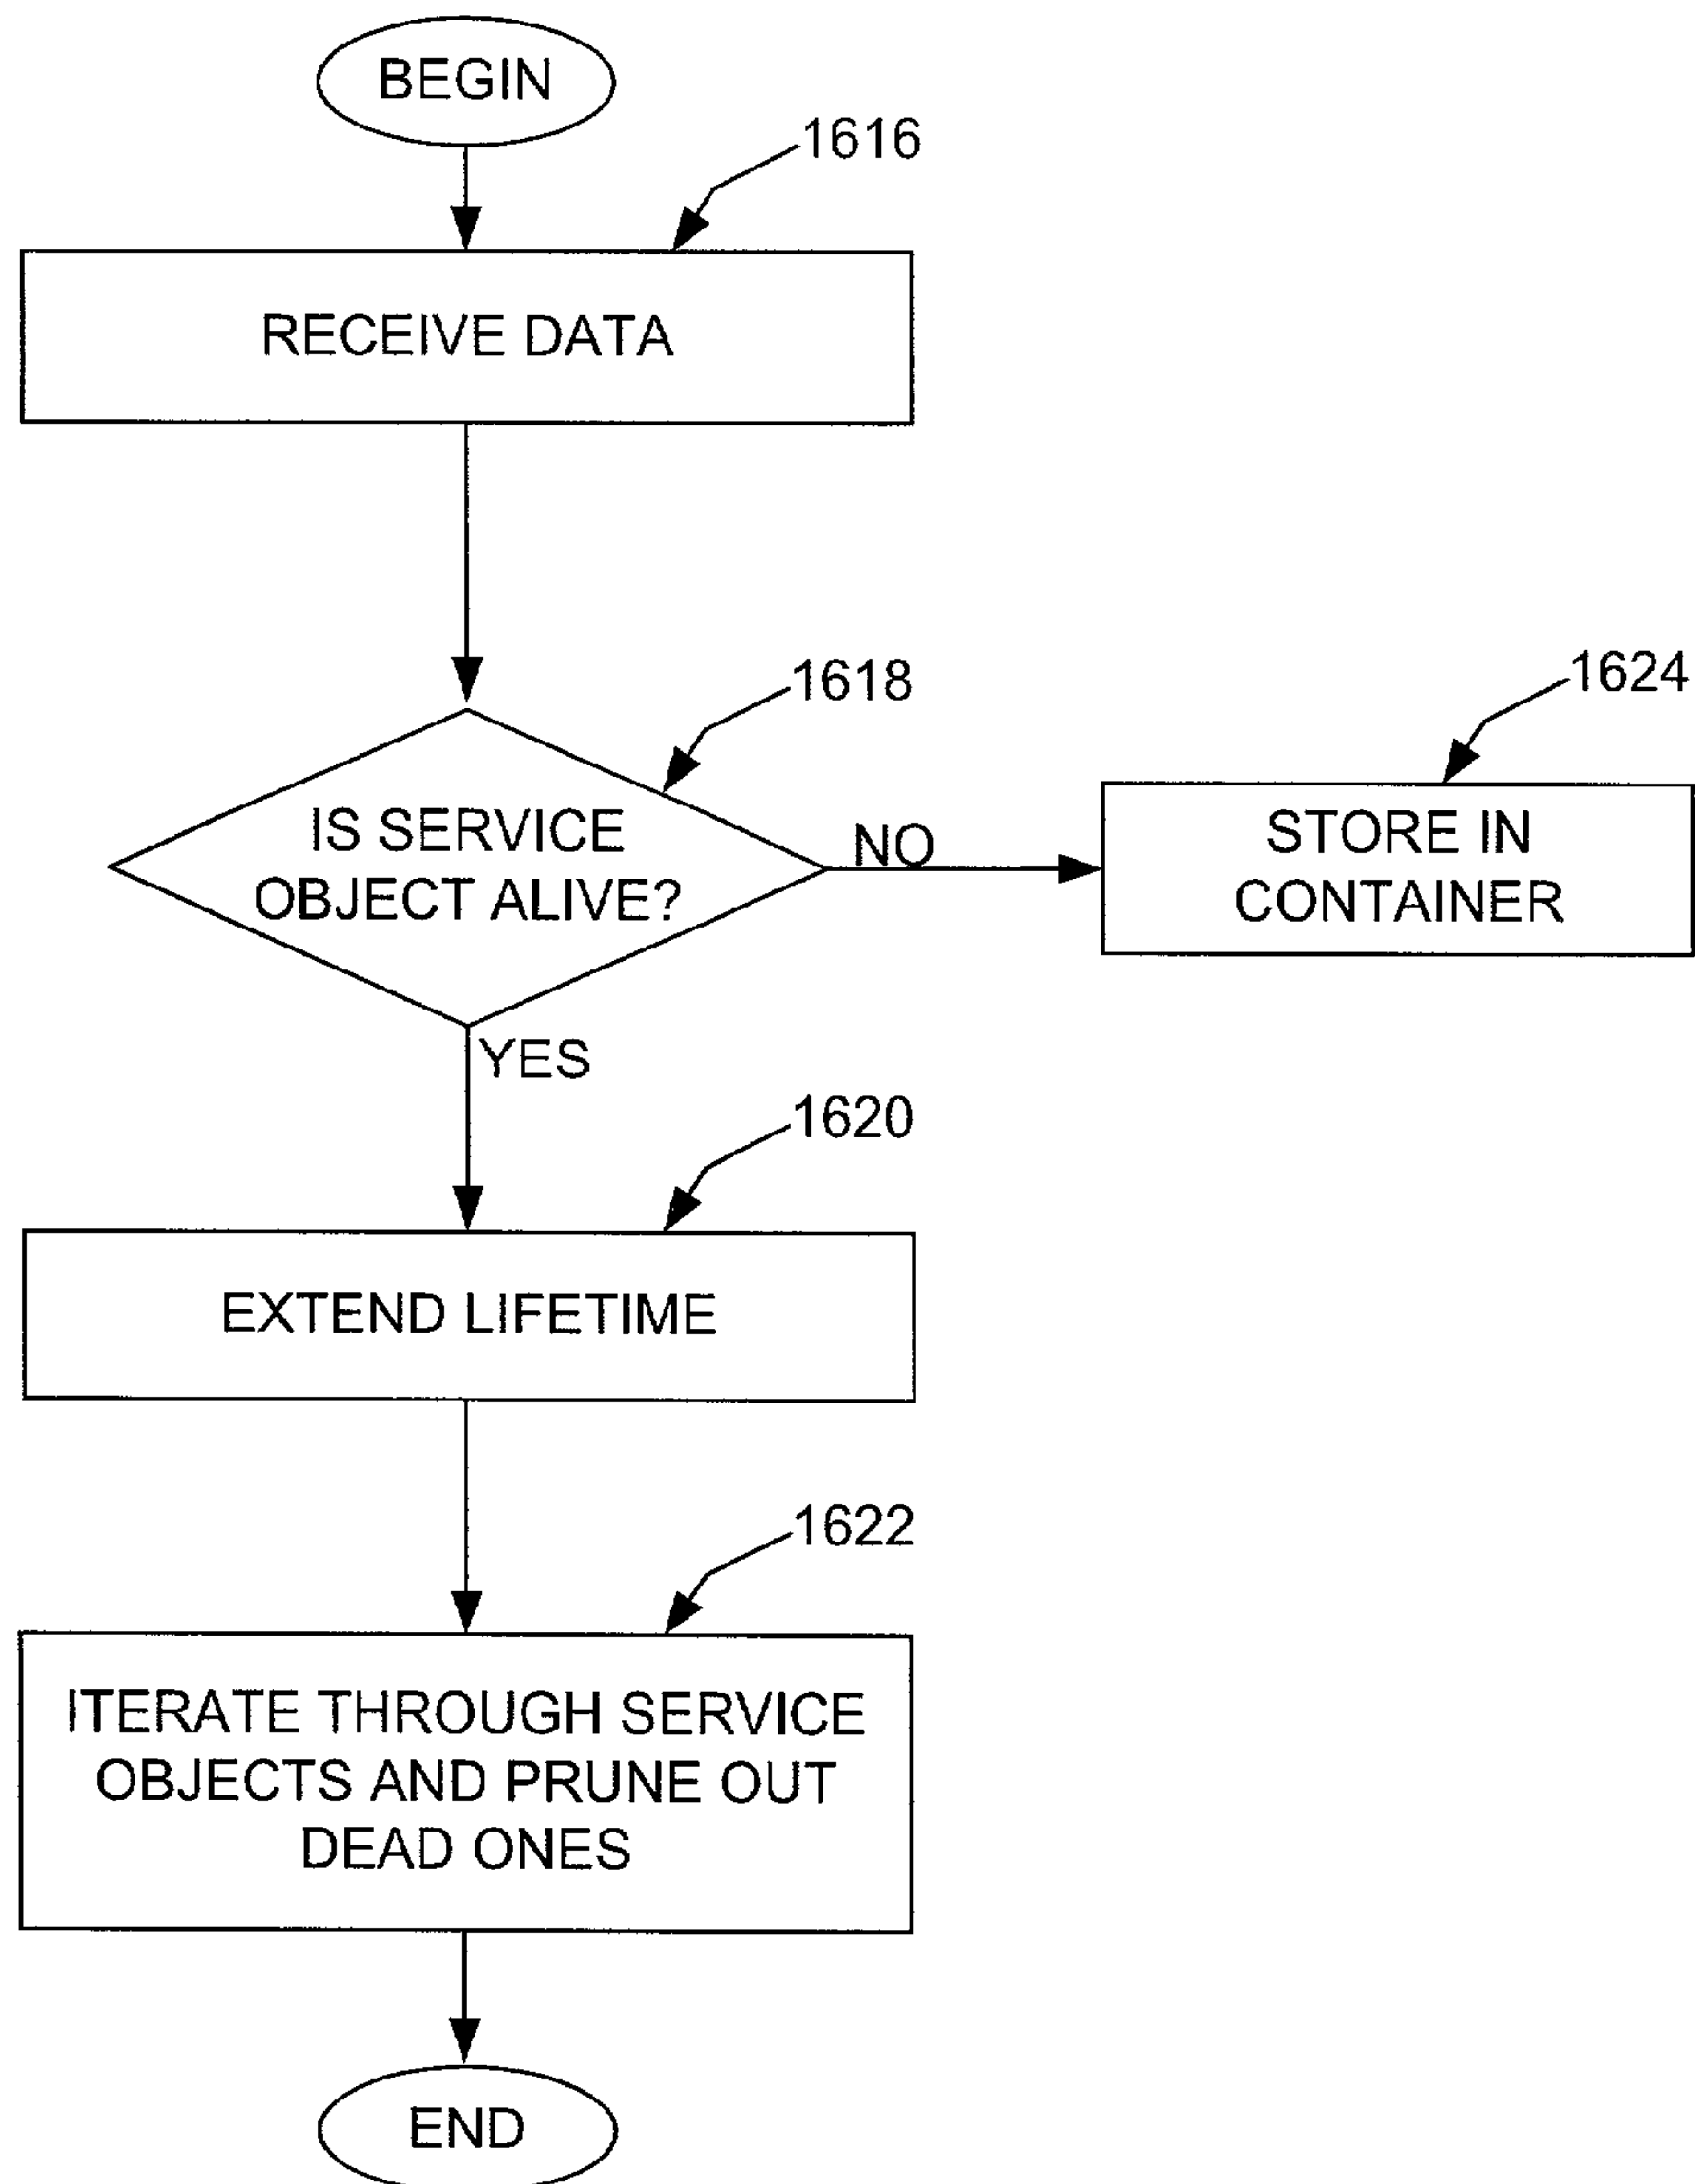 BEGIN
1616
RECEIVE DATA
1618
1624
IS SERVICE
OBJECT ALIVE?
NO
STORE IN
CONTAINER
YES
1620
EXTEND LIFETIME
1622
ITERATE THROUGH SERVICE
OBJECTS AND PRUNE OUT
DEAD ONES
END